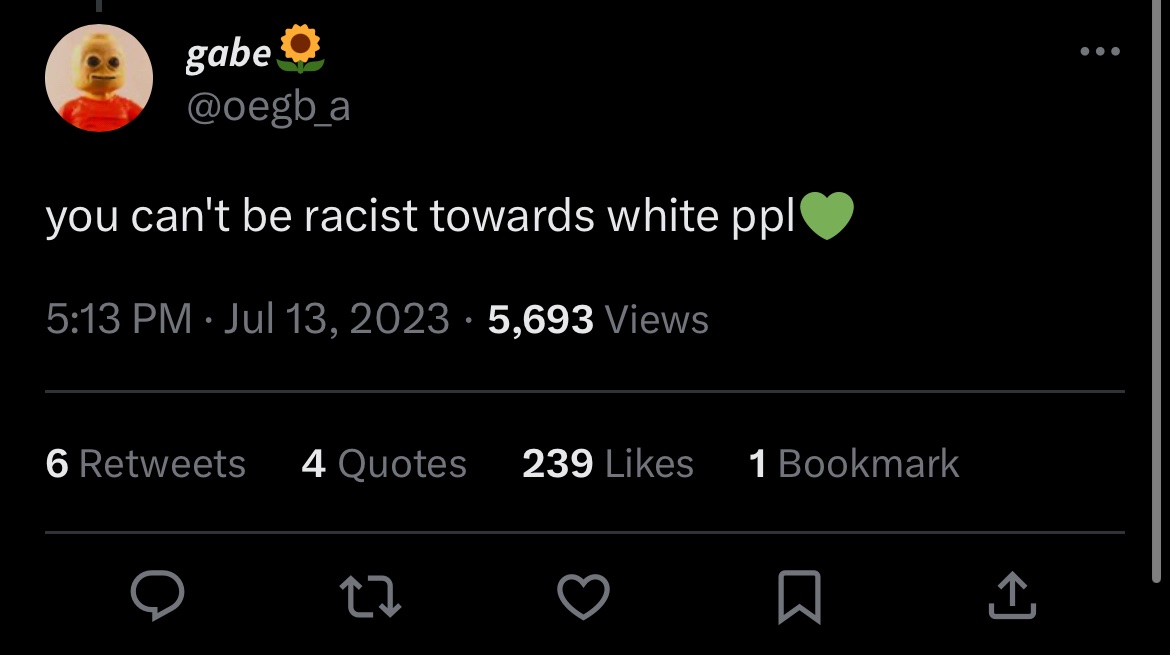 gabe🌻
@oegb_a
you can't be racist towards white ppl💚
5:13 PM · Jul 13, 2023 · 5,693 Views
6 Retweets 4 Quotes 239 Likes 1 Bookmark